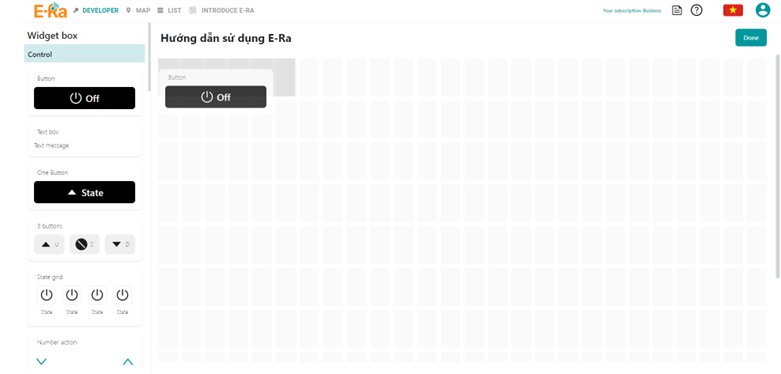 E-Ra DEVELOPER MAP LIST INTRODUCE E-RA Your subscription: Business
Widget box
Control
Button
Off
Text box
Text message
One Button
State
3 buttons
0 0
State grid
State State State State
Number action
Hướng dẫn sử dụng E-Ra
Done
Button
Off